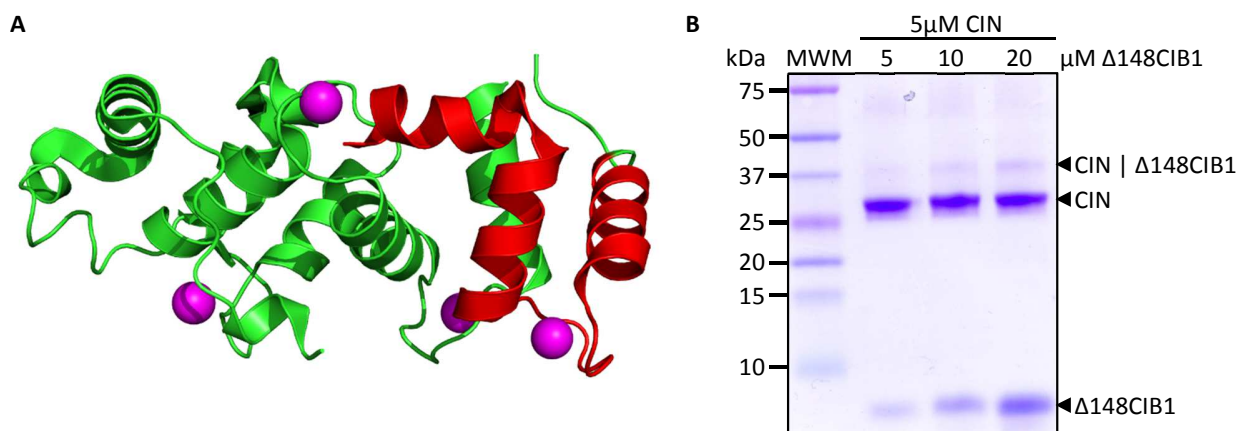 A
B
5µM CIN
kDa MWM 5 10 20 µM Δ148CIB1
75
50
CIN | Δ148CIB1
37
CIN
25
20
15
10
Δ148CIB1